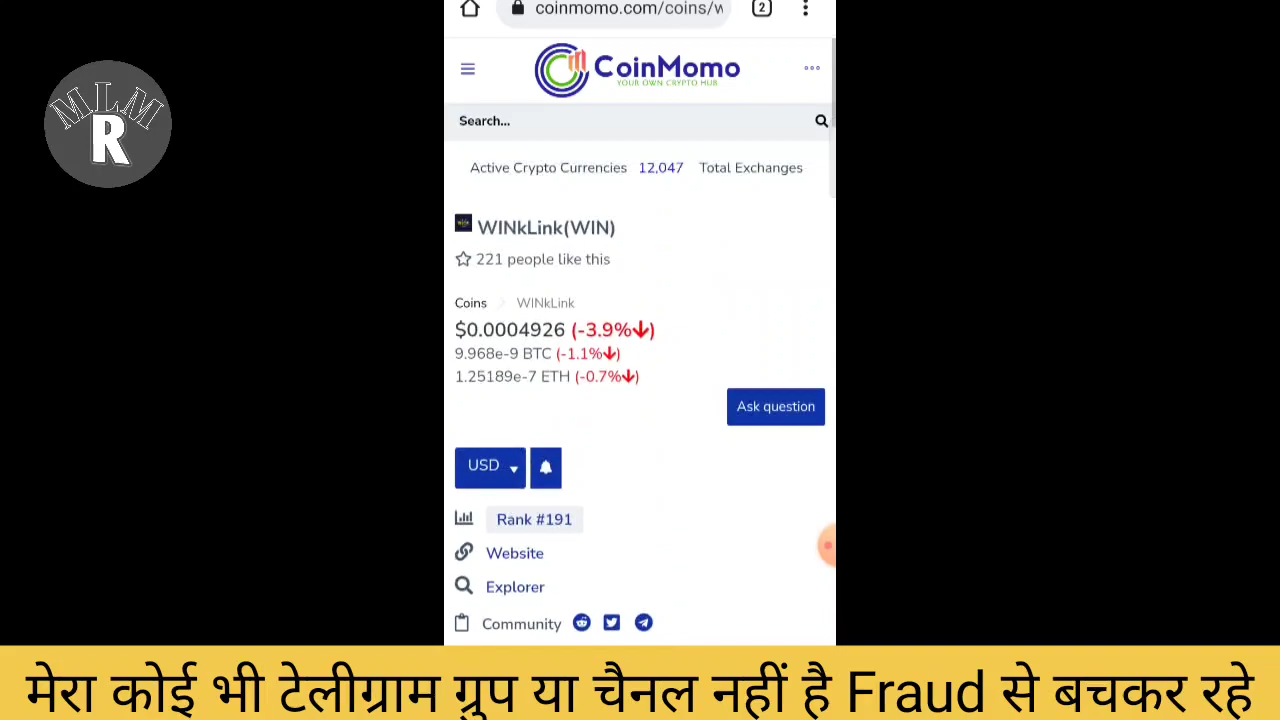 coinmomo.com/coins/w
2
MLM
R
CoinMomo
YOUR OWN CRYPTO HUB
Search...
Active Crypto Currencies 12,047 Total Exchanges
WINkLink(WIN)
221 people like this
Coins WINkLink
$0.0004926 (-3.9%↓)
9.968e-9 BTC (-1.1%↓)
1.25189e-7 ETH (-0.7%↓)
Ask question
USD
Rank #191
Website
Explorer
Community
मेरा कोई भी टेलीग्राम ग्रुप या चैनल नहीं है Fraud से बचकर रहे